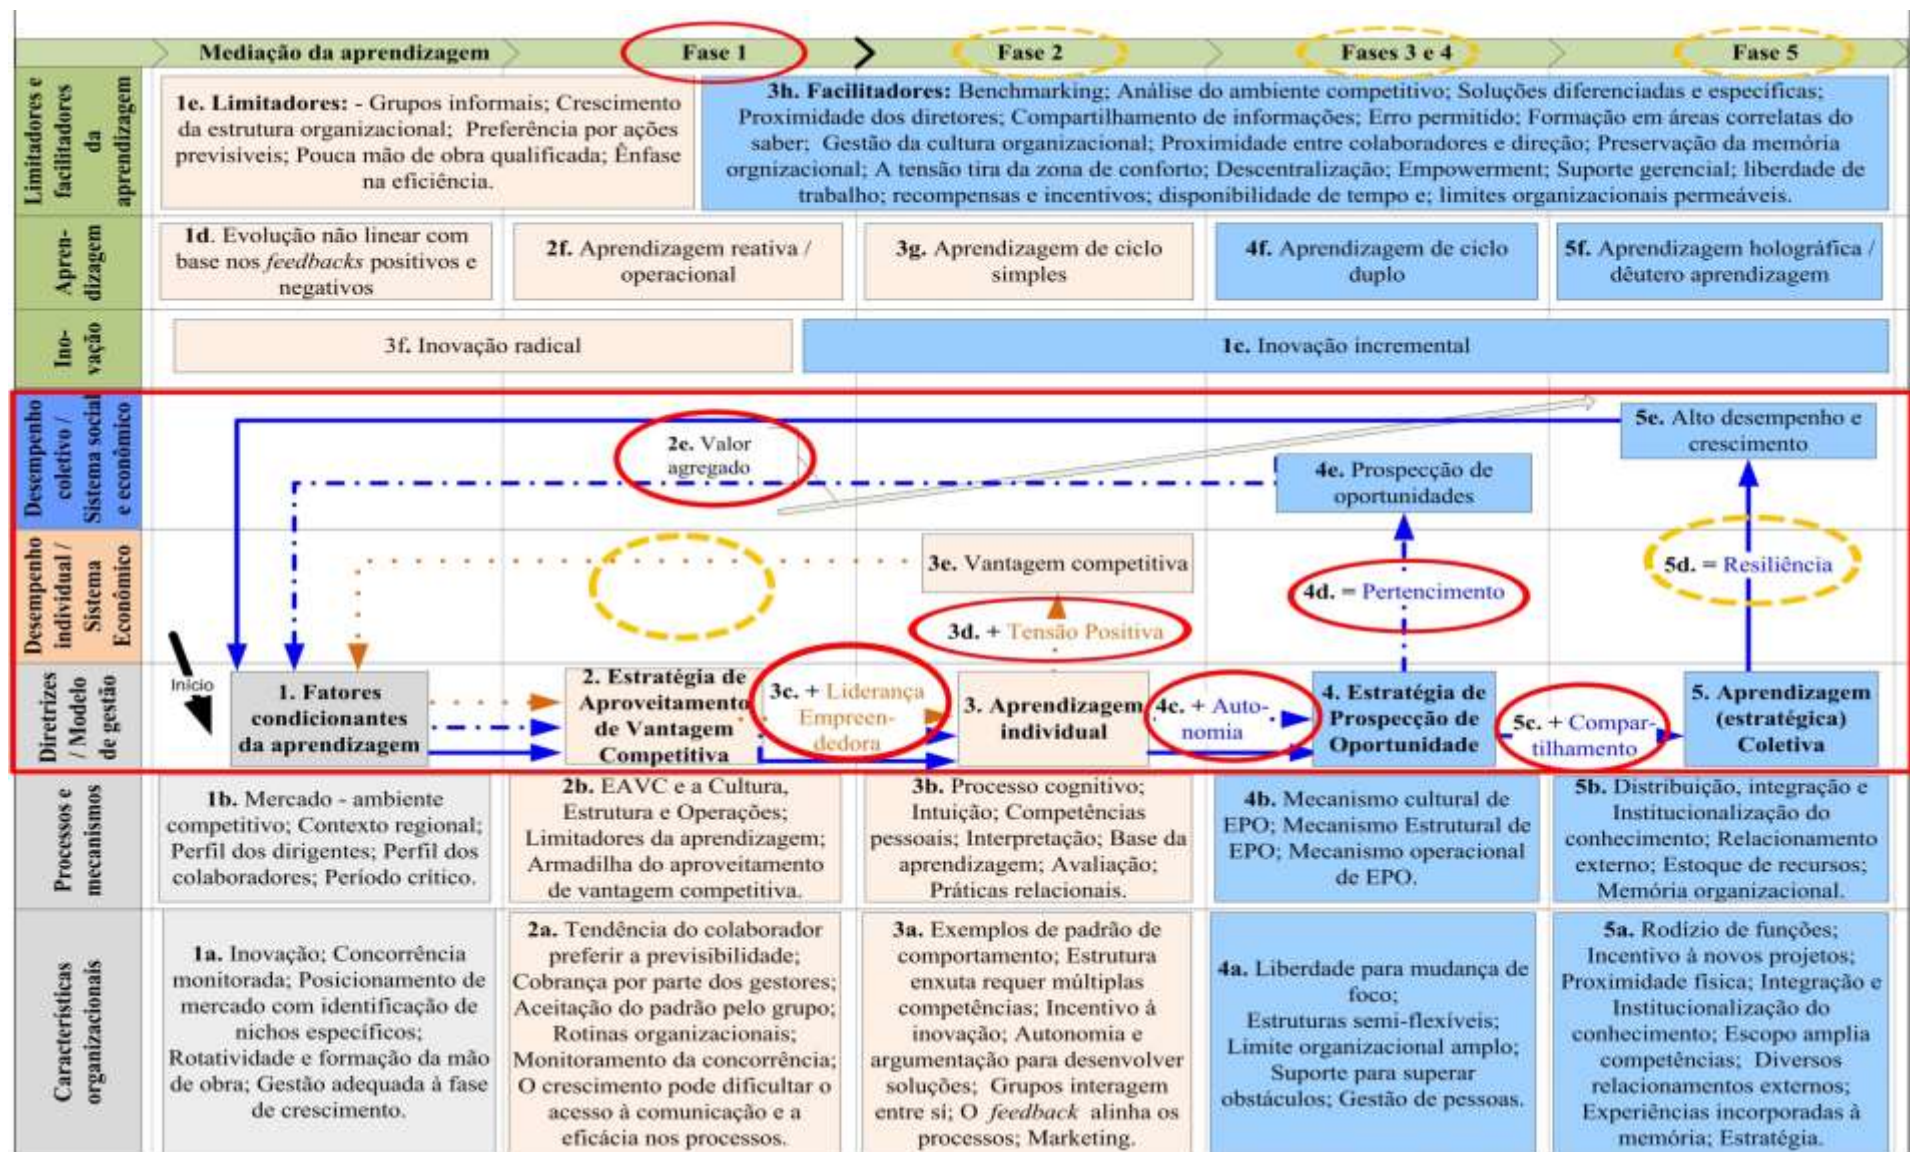 Mediação da aprendizagem
Fase 1
Fase 2
Fases 3 e 4
Fase 5
Limitadores e
facilitadores
da
aprendizagem
1e. Limitadores: - Grupos informais; Crescimento
da estrutura organizacional; Preferência por ações
previsíveis; Pouca mão de obra qualificada; Ênfase
na eficiência.
3h. Facilitadores: Benchmarking; Análise do ambiente competitivo; Soluções diferenciadas e específicas;
Proximidade dos diretores; Compartilhamento de informações; Erro permitido; Formação em áreas correlatas do
saber; Gestão da cultura organizacional; Proximidade entre colaboradores e direção; Preservação da memória
orgnizacional; A tensão tira da zona de conforto; Descentralização; Empowerment; Suporte gerencial; liberdade de
trabalho; recompensas e incentivos; disponibilidade de tempo e; limites organizacionais permeáveis.
Apren-
dizagem
1d. Evolução não linear com
base nos feedbacks positivos e
negativos
2f. Aprendizagem reativa /
operacional
3g. Aprendizagem de ciclo
simples
4f. Aprendizagem de ciclo
duplo
5f. Aprendizagem holográfica /
dêutero aprendizagem
Ino-
vação
3f. Inovação radical
1c. Inovação incremental
Desempenho
coletivo /
Sistema social
e econômico
2e. Valor
agregado
4e. Prospecção de
oportunidades
5e. Alto desempenho e
crescimento
Desempenho
individual /
Sistema
Econômico
3e. Vantagem competitiva
3d. + Tensão Positiva
4d. = Pertencimento
5d. = Resiliência
Diretrizes
/ Modelo
de gestão
Início
1. Fatores
condicionantes
da aprendizagem
2. Estratégia de
Aproveitamento
de Vantagem
Competitiva
3c. + Liderança
Empreen-
dedora
3. Aprendizagem
individual
4c. + Auto-
nomia
4. Estratégia de
Prospecção de
Oportunidade
5c. + Compar-
tilhamento
5. Aprendizagem
(estratégica)
Coletiva
Processos e
mecanismos
1b. Mercado - ambiente
competitivo; Contexto regional;
Perfil dos dirigentes; Perfil dos
colaboradores; Período crítico.
2b. EAVC e a Cultura,
Estrutura e Operações;
Limitadores da aprendizagem;
Armadilha do aproveitamento
de vantagem competitiva.
3b. Processo cognitivo;
Intuição; Competências
pessoais; Interpretação; Base da
aprendizagem; Avaliação;
Práticas relacionais.
4b. Mecanismo cultural de
EPO; Mecanismo Estrutural de
EPO; Mecanismo operacional
de EPO.
5b. Distribuição, integração e
Institucionalização do
conhecimento; Relacionamento
externo; Estoque de recursos;
Memória organizacional.
Características
organizacionais
1a. Inovação; Concorrência
monitorada; Posicionamento de
mercado com identificação de
nichos específicos;
Rotatividade e formação da mão
de obra; Gestão adequada à fase
de crescimento.
2a. Tendência do colaborador
preferir a previsibilidade;
Cobrança por parte dos gestores;
Aceitação do padrão pelo grupo;
Rotinas organizacionais;
Monitoramento da concorrência;
O crescimento pode dificultar o
acesso à comunicação e a
eficácia nos processos.
3a. Exemplos de padrão de
comportamento; Estrutura
enxuta requer múltiplas
competências; Incentivo à
inovação; Autonomia e
argumentação para desenvolver
soluções; Grupos interagem
entre si; O feedback alinha os
processos; Marketing.
4a. Liberdade para mudança de
foco;
Estruturas semi-flexíveis;
Limite organizacional amplo;
Suporte para superar
obstáculos; Gestão de pessoas.
5a. Rodízio de funções;
Incentivo à novos projetos;
Proximidade física; Integração e
Institucionalização do
conhecimento; Escopo amplia
competências; Diversos
relacionamentos externos;
Experiências incorporadas à
memória; Estratégia.